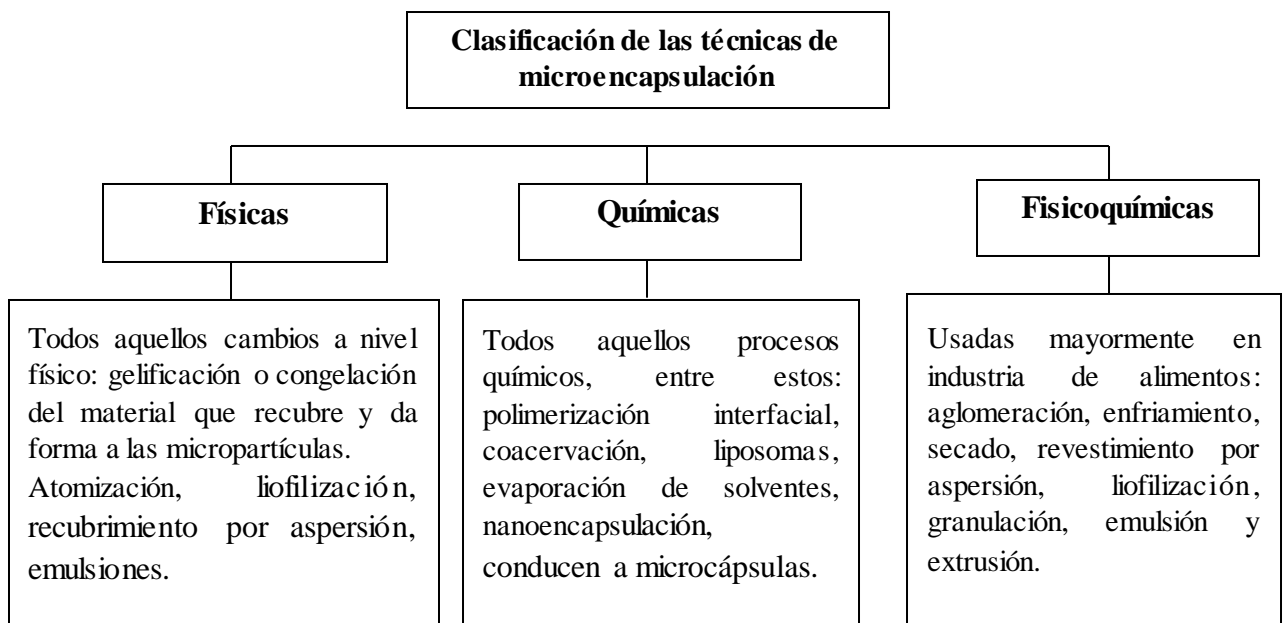 Clasificación de las técnicas de
microencapsulación
Físicas
Químicas
Fisicoquímicas
Todos aquellos cambios a nivel
físico: gelificación o congelación
del material que recubre y da
forma a las micropartículas.
Atomización, liofilización,
recubrimiento por aspersión,
emulsiones.
Todos aquellos procesos
químicos, entre estos:
polimerización interfacial,
coacervación, liposomas,
evaporación de solventes,
nanoencapsulación,
conducen a microcápsulas.
Usadas mayormente en
industria de alimentos:
aglomeración, enfriamiento,
secado, revestimiento por
aspersión, liofilización,
granulación, emulsión y
extrusión.